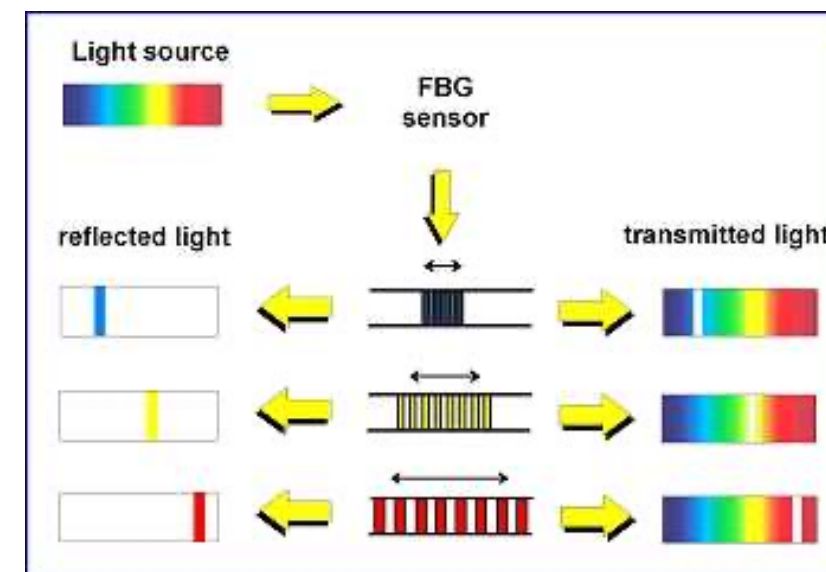 Light source
FBG
sensor
reflected light
transmitted light